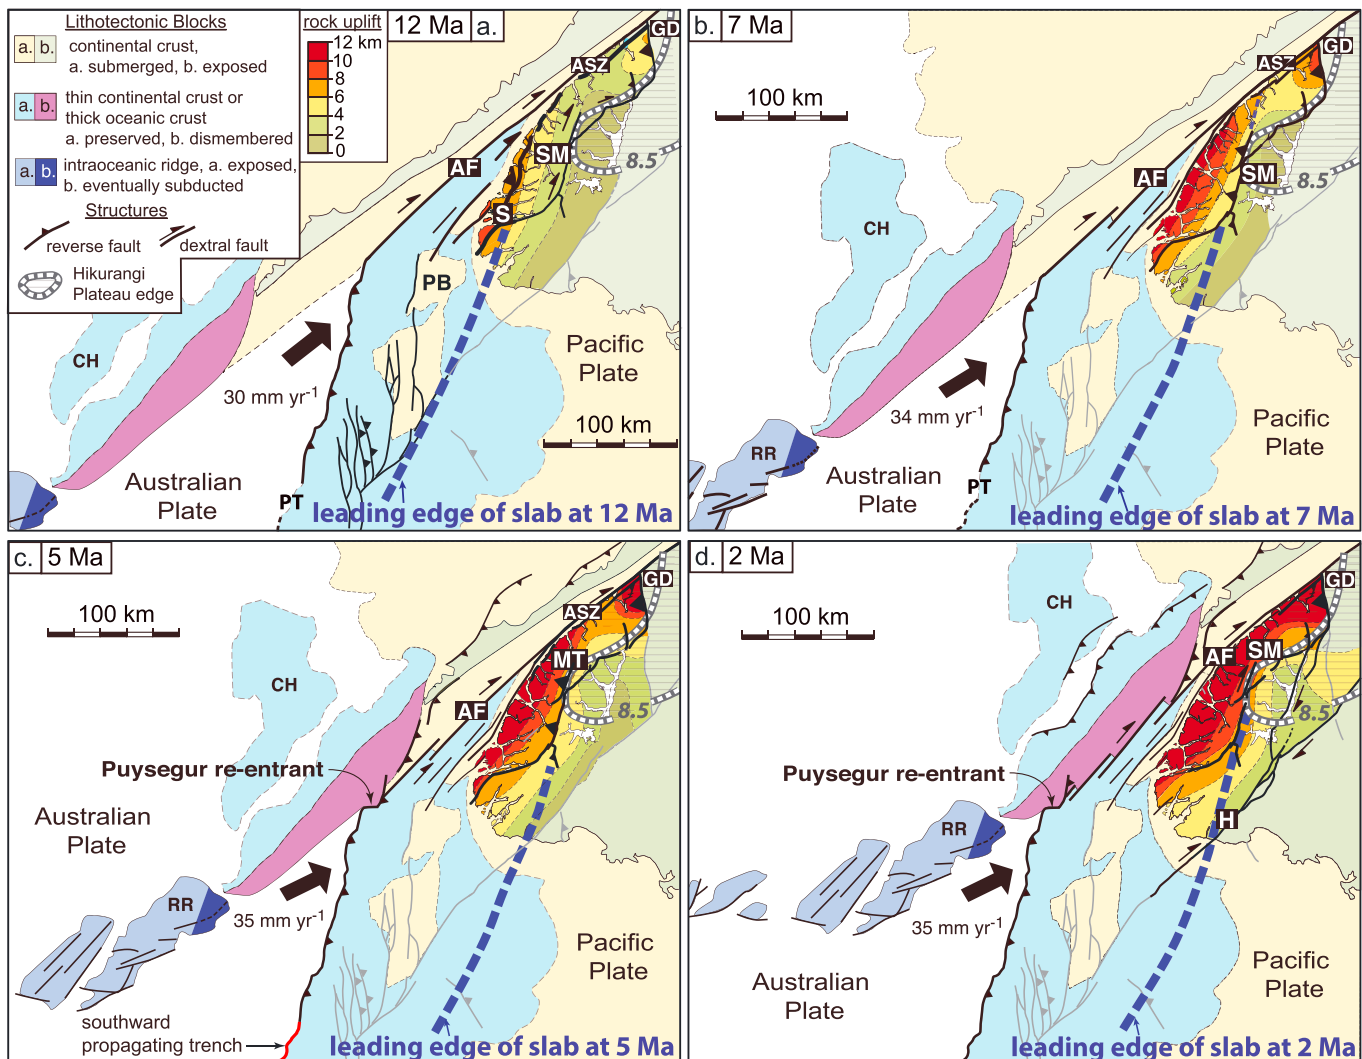 Lithotectonic Blocks
a. b. continental crust,
a. submerged, b. exposed
a. b. thin continental crust or
thick oceanic crust
a. preserved, b. dismembered
a. b. intraoceanic ridge, a. exposed,
b. eventually subducted
Structures
reverse fault
dextral fault
Hikurangi
Plateau edge
rock uplift
12 km
10
8
6
4
2
0
12 Ma a.
GD
ASZ
AF
SM
8.5
S
PB
CH
30 mm yr-1
Pacific
Plate
100 km
Australian
Plate
PT
leading edge of slab at 12 Ma
b. 7 Ma
GD
ASZ
100 km
AF
SM
8.5
CH
34 mm yr-1
RR
Pacific
Plate
Australian
Plate
PT
leading edge of slab at 7 Ma
c. 5 Ma
GD
100 km
ASZ
MT
CH
AF
8.5
Puysegur re-entrant
Australian
Plate
RR
35 mm yr-1
Pacific
Plate
southward
propagating trench
leading edge of slab at 5 Ma
d. 2 Ma
GD
CH
100 km
AF
SM
8.5
Puysegur re-entrant
RR
H
35 mm yr-1
Pacific
Plate
Australian
Plate
leading edge of slab at 2 Ma